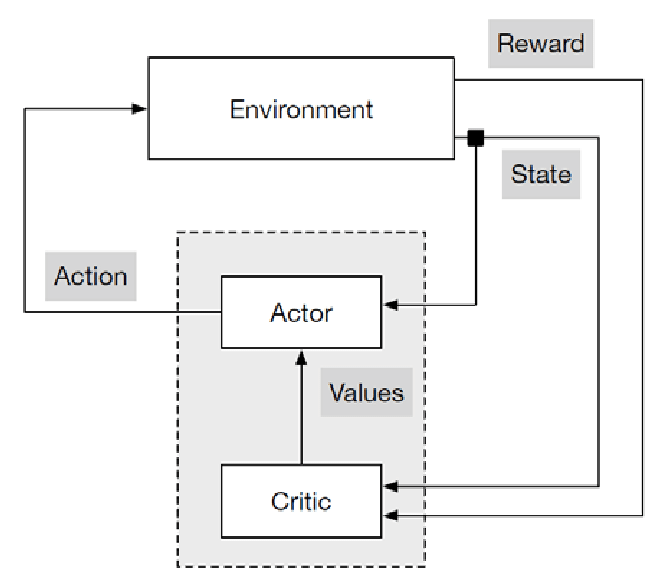 Reward
Environment
State
Action
Actor
Values
Critic